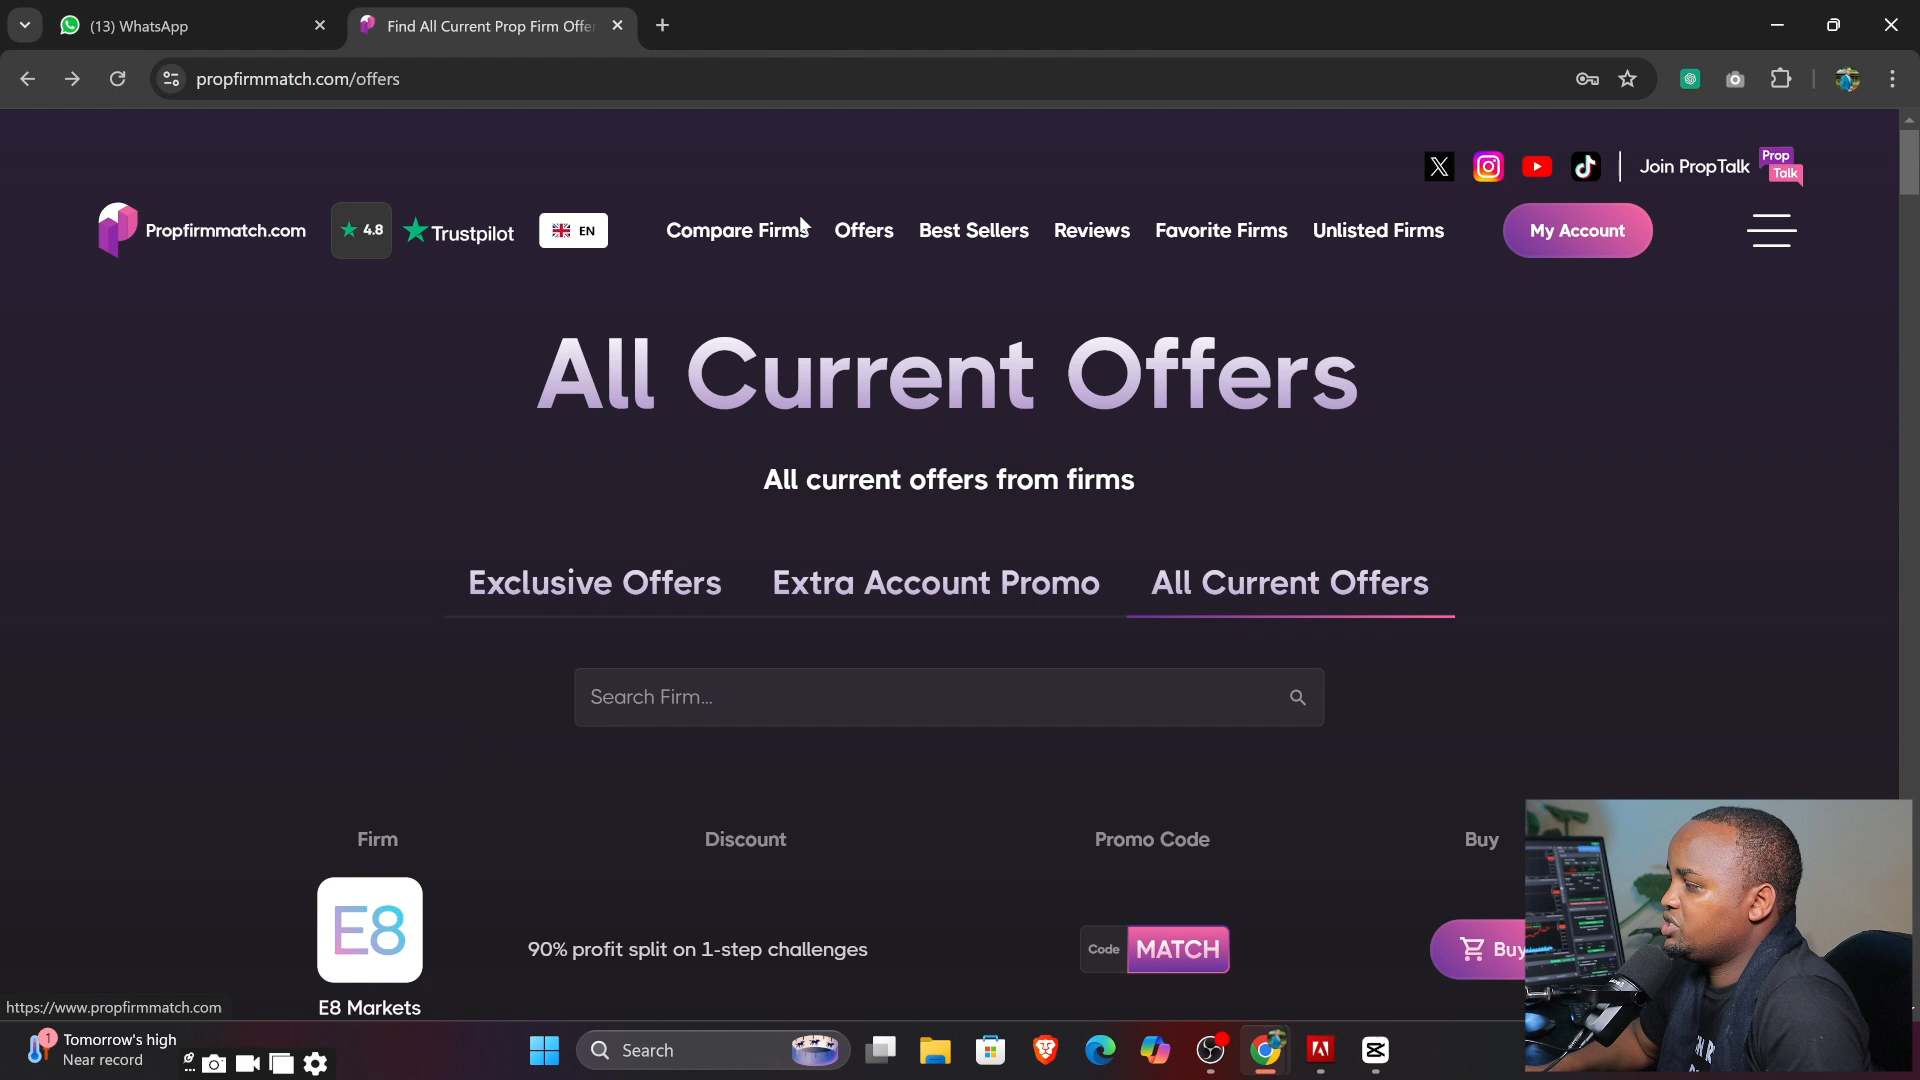 (13) WhatsApp
Find All Current Prop Firm Offer
propfirmmatch.com/offers
Join PropTalk
Prop
Talk
Propfirmmatch.com
4.8
Trustpilot
EN
Compare Firms
Offers
Best Sellers
Reviews
Favorite Firms
Unlisted Firms
My Account
All Current Offers
All current offers from firms
Exclusive Offers
Extra Account Promo
All Current Offers
Search Firm...
Firm
Discount
Promo Code
Buy
E8
90% profit split on 1-step challenges
Code
MATCH
Buy
E8 Markets
https://www.propfirmmatch.com
1
Tomorrow's high
Near record
Search